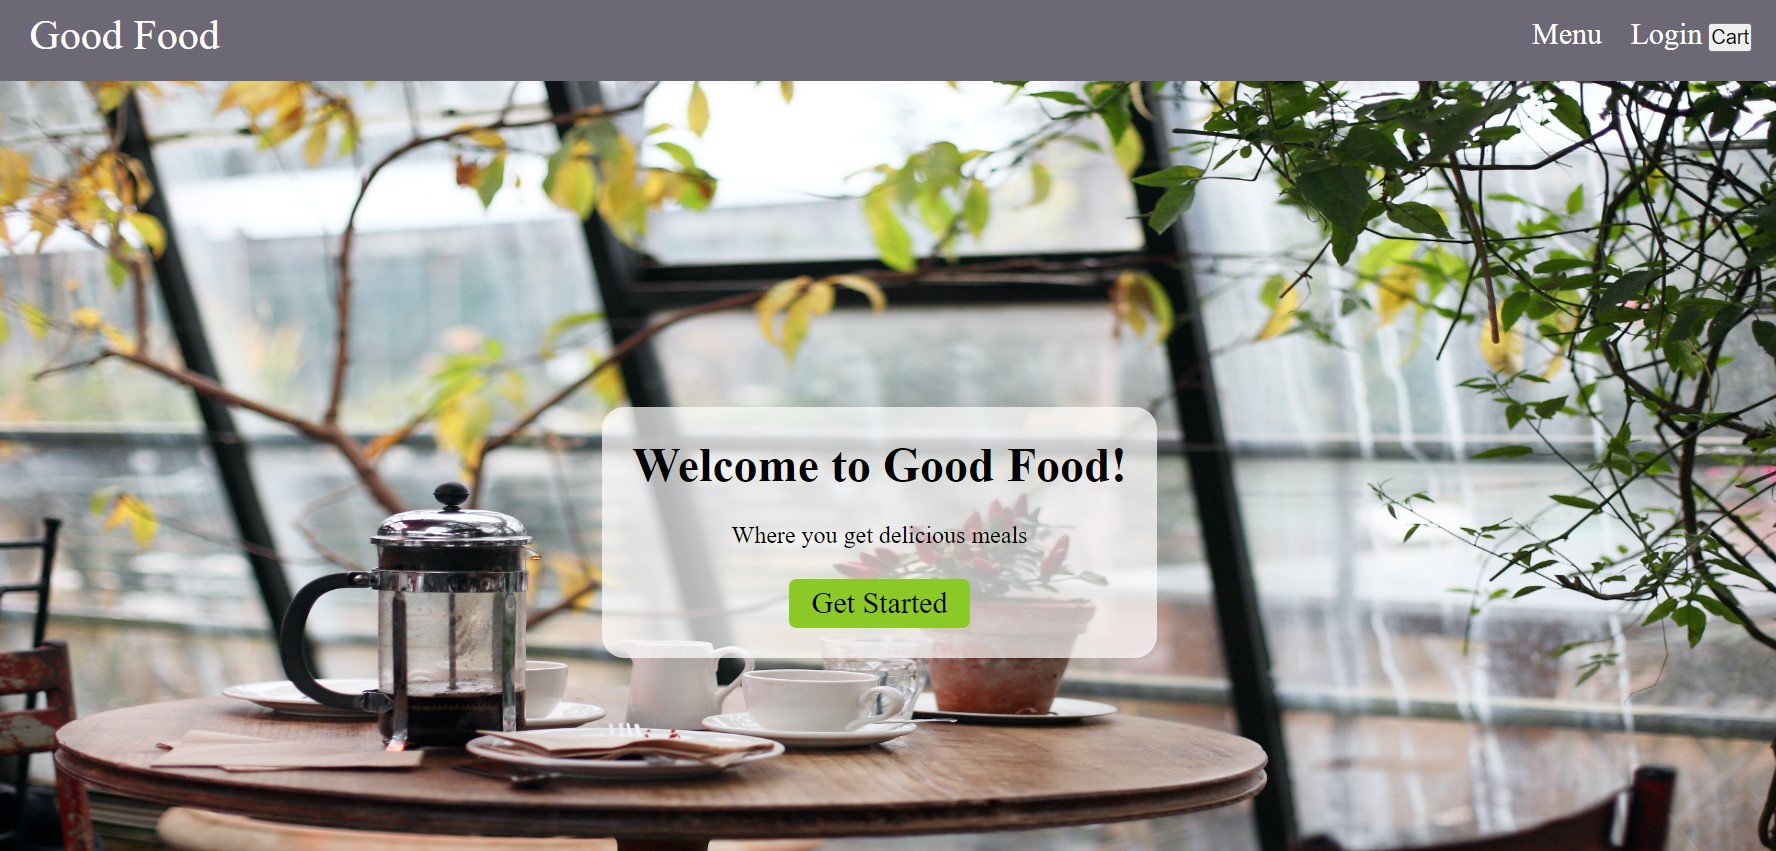 Good Food
Menu Login Cart
Welcome to Good Food!
Where you get delicious meals
Get Started